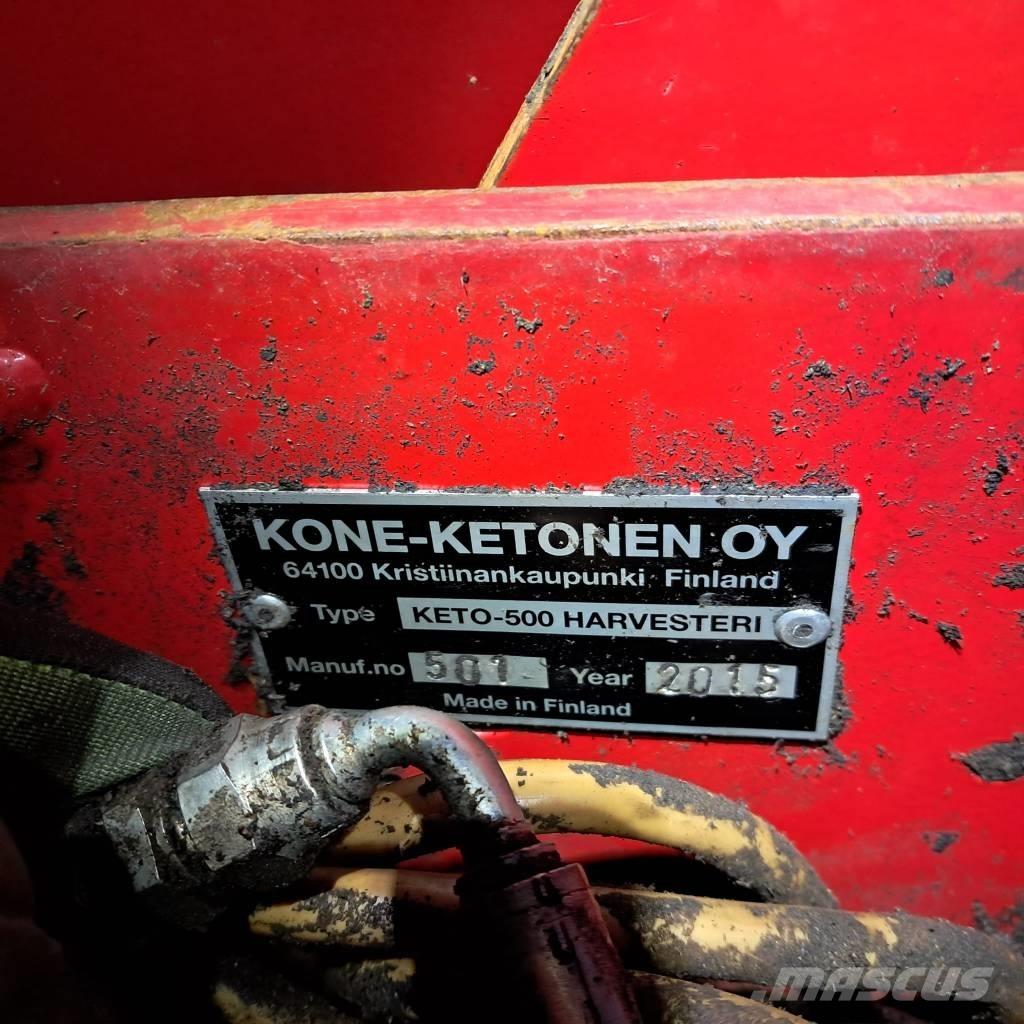 KONE-KETONEN OY
64100 Kristiinankaupunki Finland
Type KETO-500 HARVESTERI
Manuf.no 501 Year 2015
Made in Finland
MASCUS